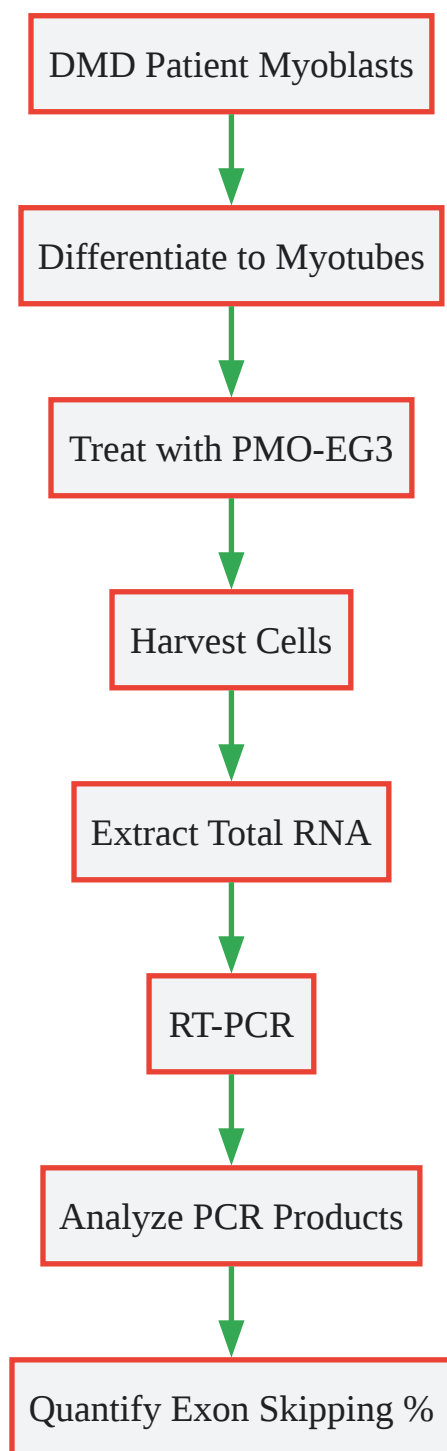 DMD Patient Myoblasts
Differentiate to Myotubes
Treat with PMO-EG3
Harvest Cells
Extract Total RNA
RT-PCR
Analyze PCR Products
Quantify Exon Skipping %